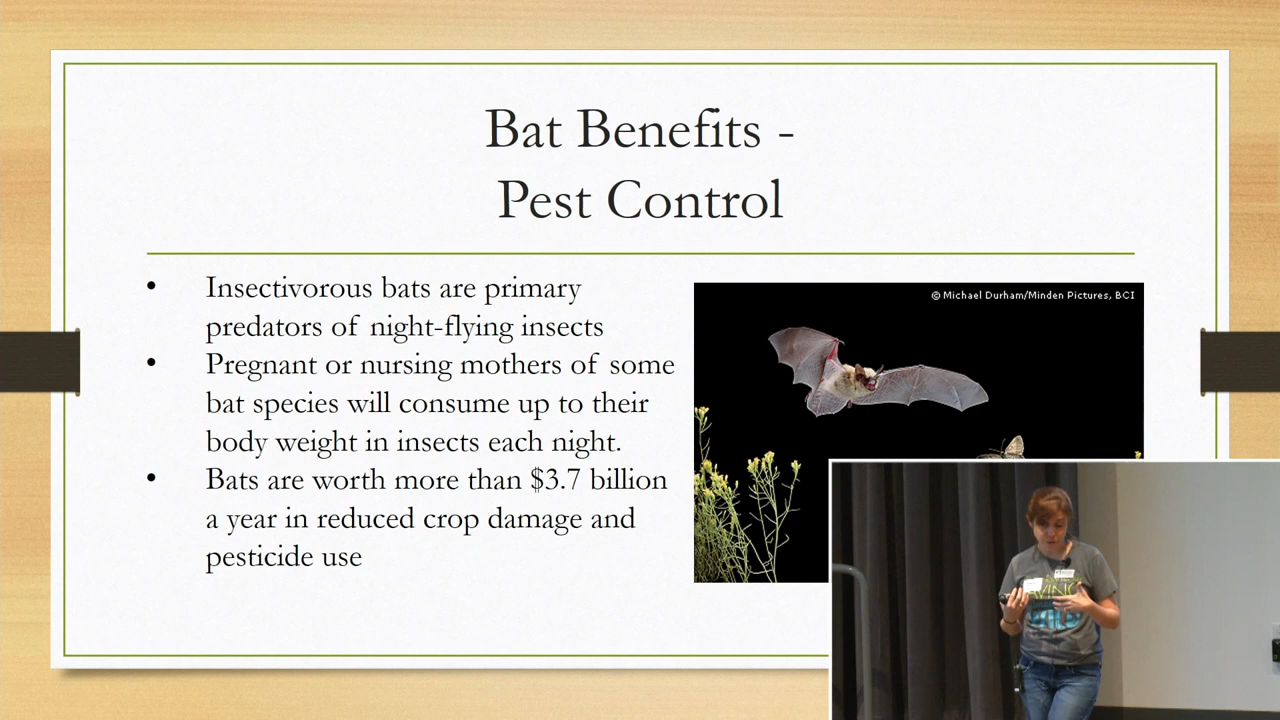 Bat Benefits -
Pest Control
• Insectivorous bats are primary
predators of night-flying insects
• Pregnant or nursing mothers of some
bat species will consume up to their
body weight in insects each night.
• Bats are worth more than $3.7 billion
a year in reduced crop damage and
pesticide use
© Michael Durham/Minden Pictures, BCI